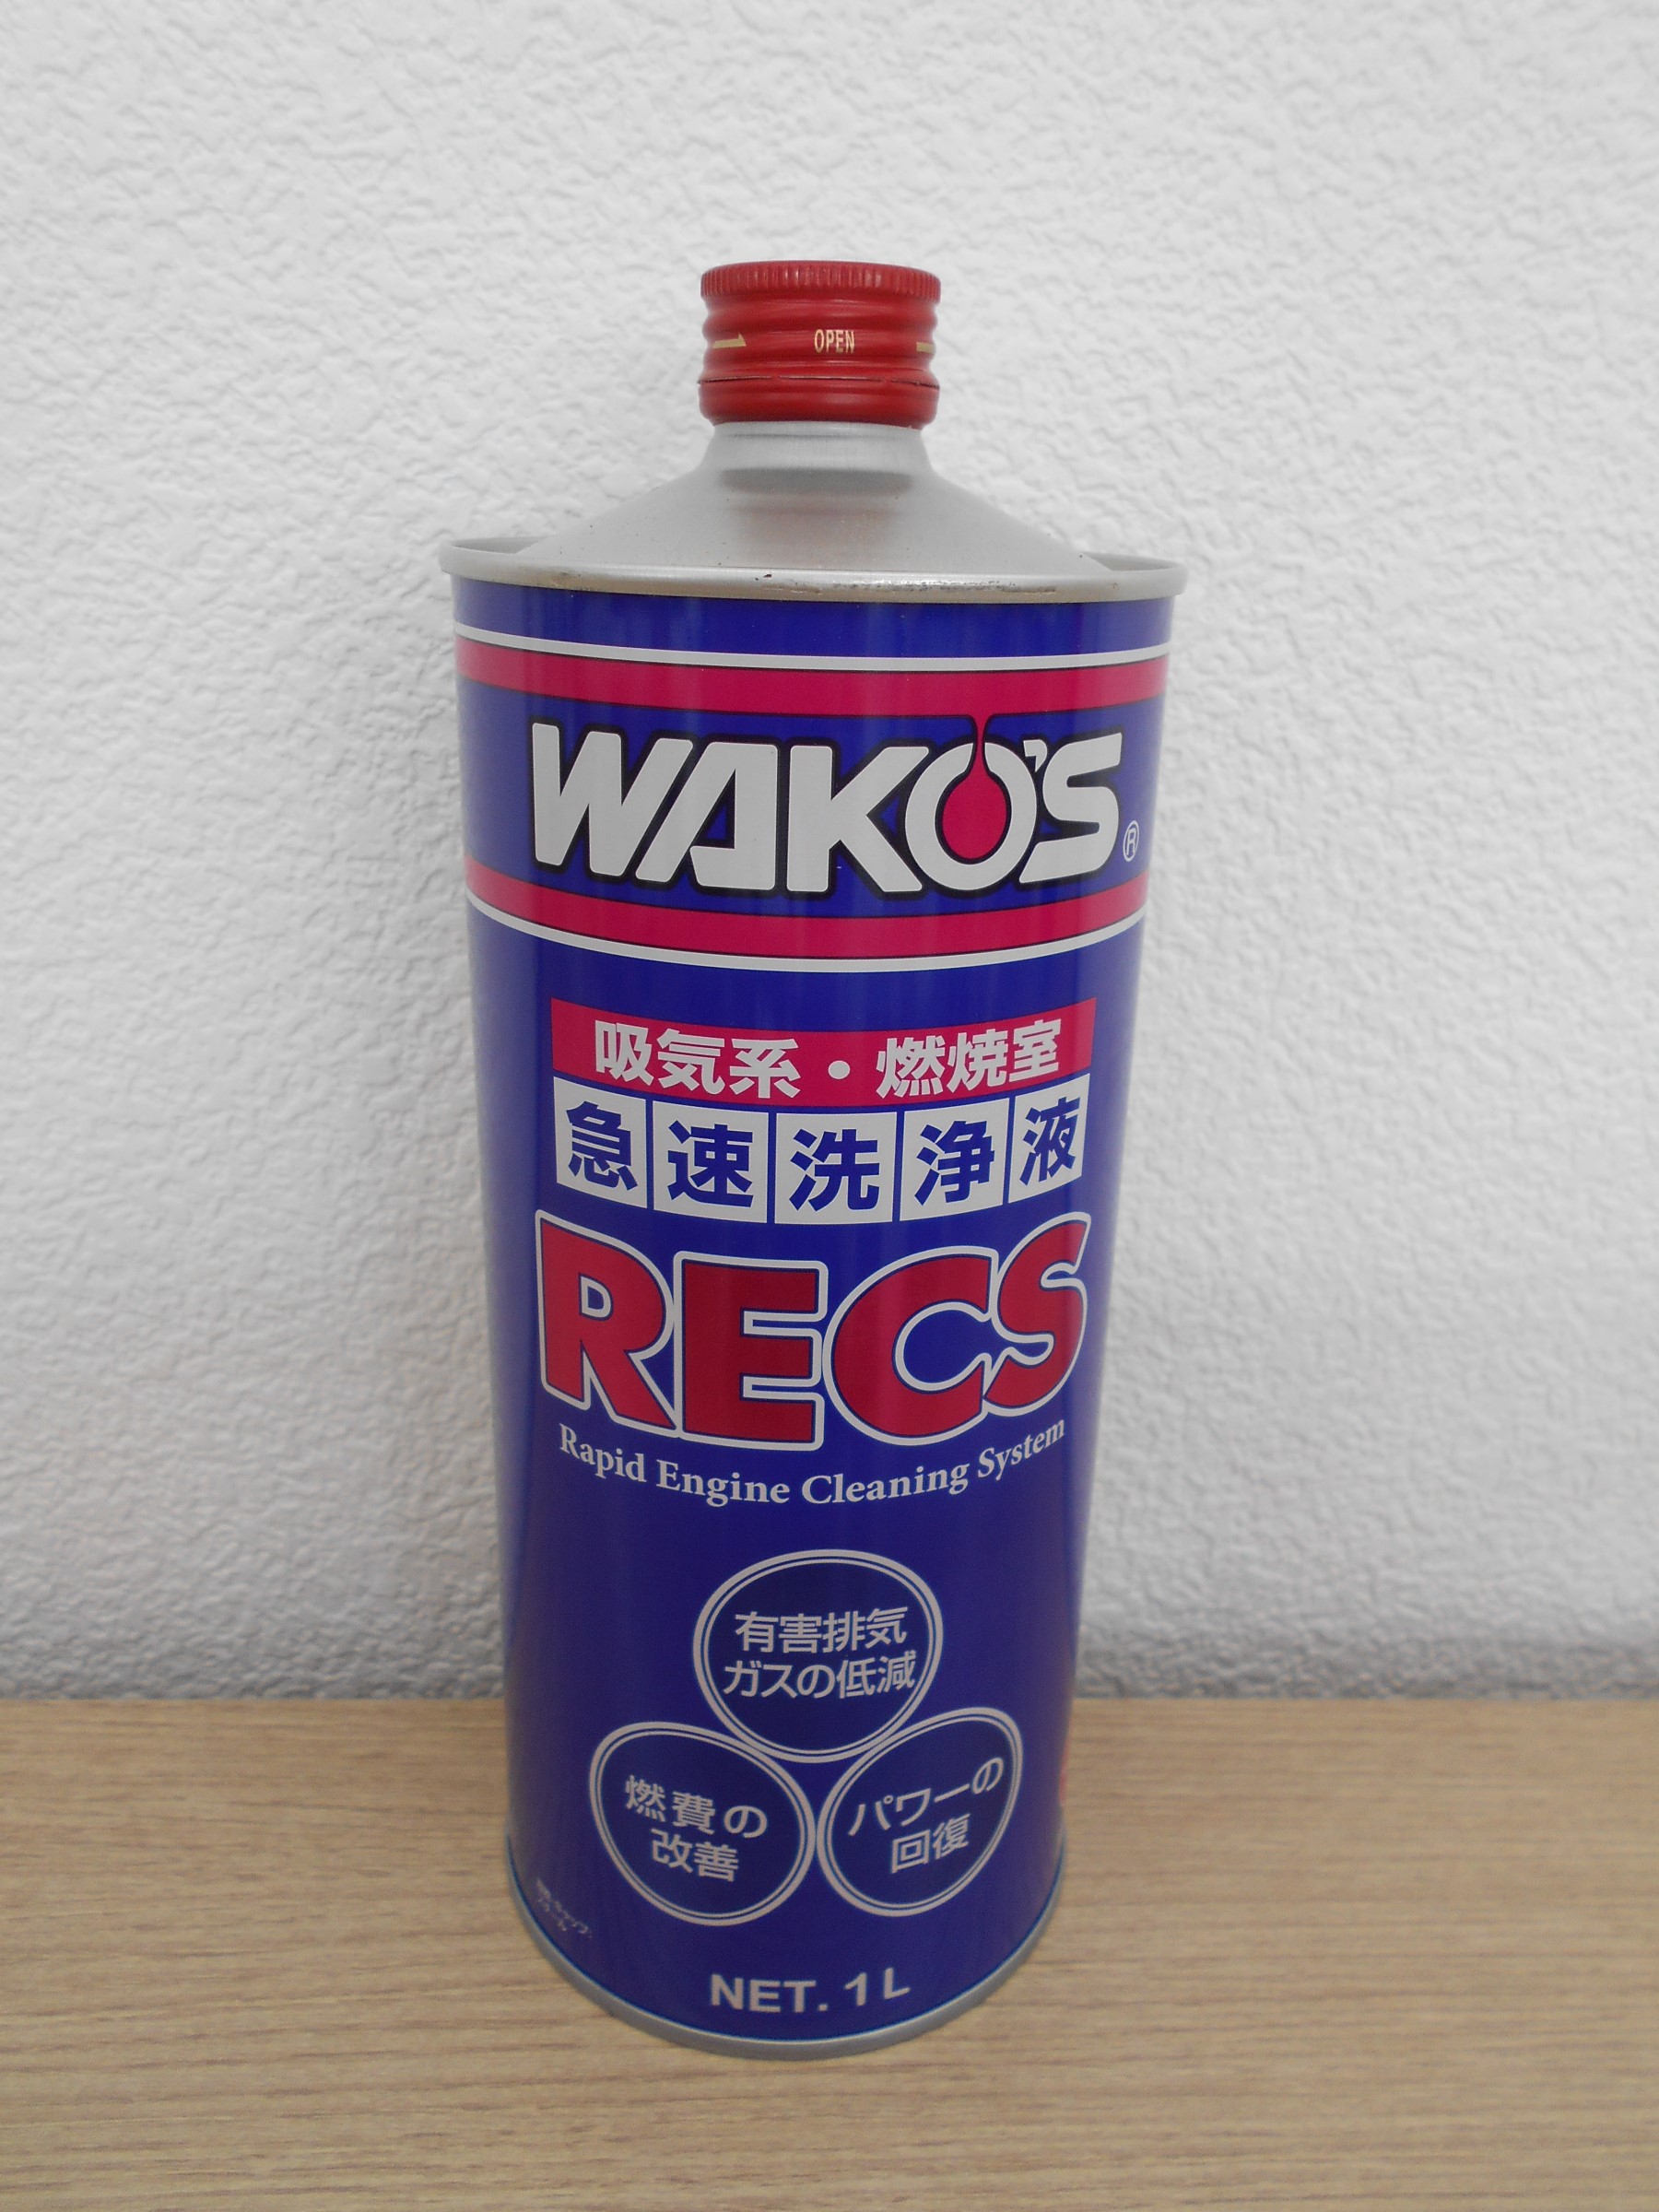 OPEN
WAKO'S®
吸気系・燃焼室
急速洗浄液
RECS
Rapid Engine Cleaning System
有害排気
ガスの低減
燃費の
改善
パワーの
回復
NET. 1L